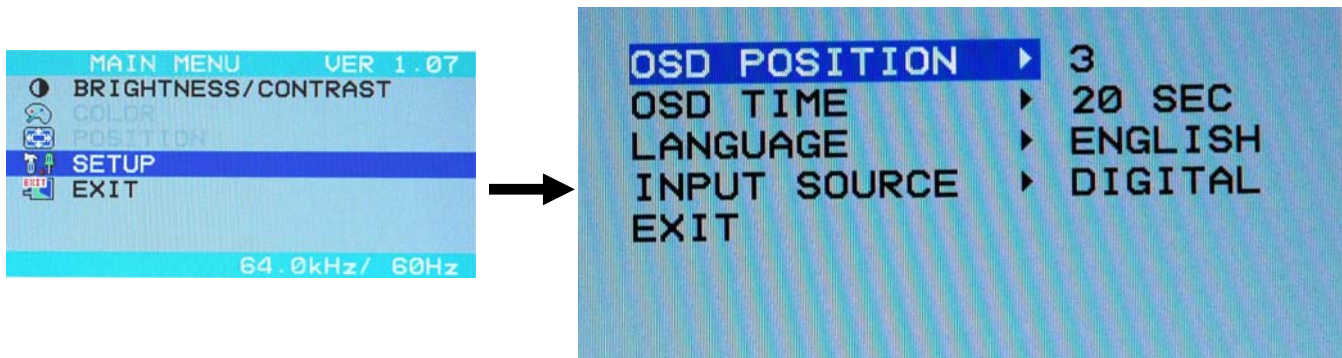 MAIN MENU VER 1.07
BRIGHTNESS/CONTRAST
COLOR
POSITION
SETUP
EXIT
EXIT
64.0kHz/ 60Hz
OSD POSITION ▸ 3
OSD TIME ▸ 20 SEC
LANGUAGE ▸ ENGLISH
INPUT SOURCE ▸ DIGITAL
EXIT